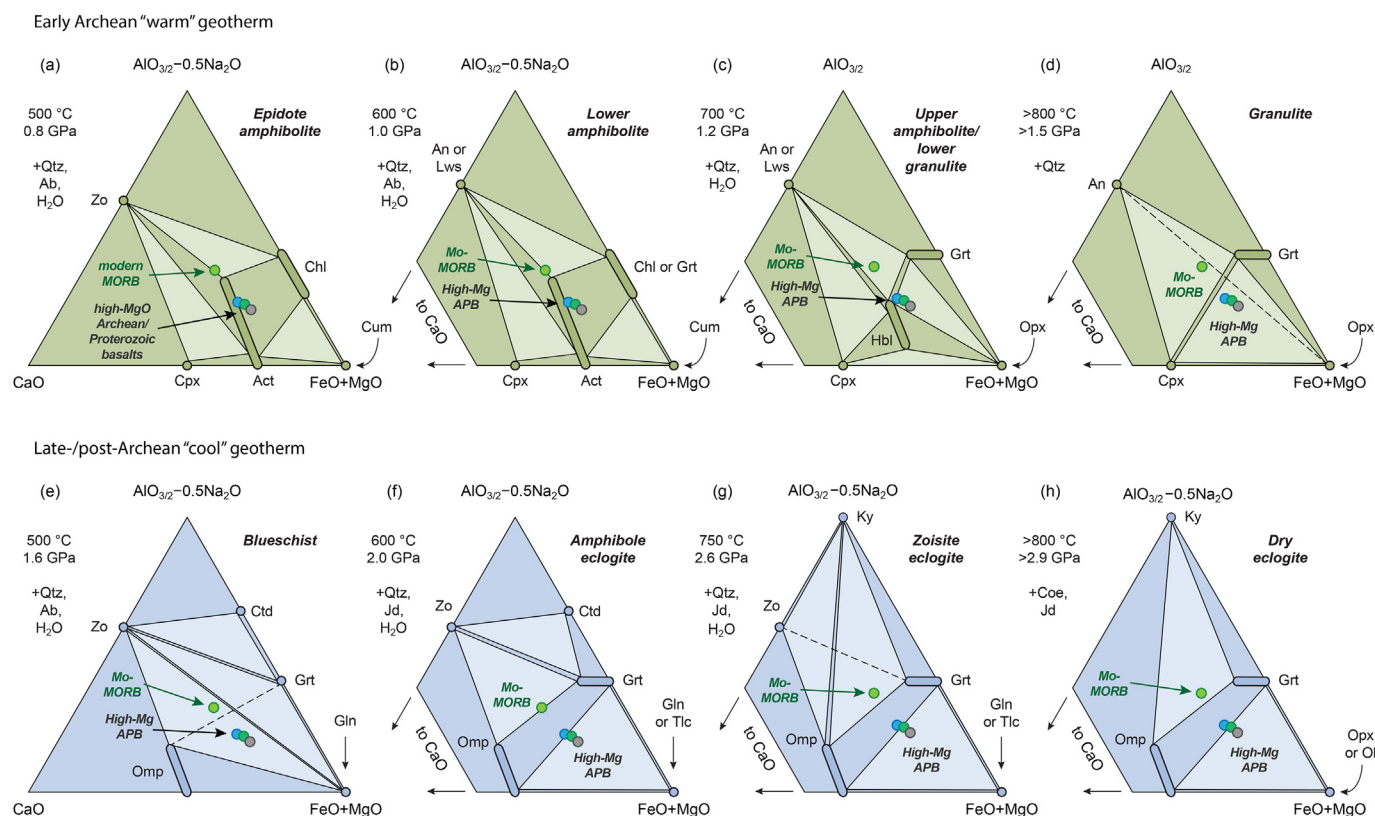 Early Archean “warm” geotherm
(a)
AlO3/2−0.5Na2O
500 °C
0.8 GPa
+Qtz,
Ab,
H2O
Epidote
amphibolite
Zo
modern
MORB
high-MgO
Archean/
Proterozoic
basalts
Chl
Cum
CaO
Cpx
Act
FeO+MgO
(b)
AlO3/2−0.5Na2O
600 °C
1.0 GPa
+Qtz,
Ab,
H2O
Lower
amphibolite
An or
Lws
Mo-
MORB
High-Mg
APB
Chl or Grt
Cum
to CaO
Cpx
Act
FeO+MgO
(c)
AlO3/2
700 °C
1.2 GPa
+Qtz,
H2O
Upper
amphibolite/
lower
granulite
An or
Lws
Mo-
MORB
High-Mg
APB
Grt
Hbl
Opx
to CaO
Cpx
FeO+MgO
(d)
AlO3/2
>800 °C
>1.5 GPa
+Qtz
Granulite
An
Grt
Mo-
MORB
High-Mg
APB
Opx
to CaO
Cpx
FeO+MgO
Late-/post-Archean “cool” geotherm
(e)
AlO3/2−0.5Na2O
500 °C
1.6 GPa
+Qtz,
Ab,
H2O
Blueschist
Zo
Ctd
Mo-
MORB
Grt
High-Mg
APB
Gln
Omp
CaO
FeO+MgO
(f)
AlO3/2−0.5Na2O
600 °C
2.0 GPa
+Qtz,
Jd,
H2O
Amphibole
eclogite
Zo
Ctd
Grt
Mo-
MORB
Gln
or Tlc
Omp
High-Mg
APB
to CaO
FeO+MgO
(g)
AlO3/2−0.5Na2O
Ky
750 °C
2.6 GPa
+Qtz,
Jd,
H2O
Zoisite
eclogite
Zo
Mo-
MORB
Grt
Gln
or Tlc
Omp
High-Mg
APB
to CaO
FeO+MgO
(h)
AlO3/2−0.5Na2O
Ky
>800 °C
>2.9 GPa
+Coe,
Jd
Dry
eclogite
Mo-
MORB
Grt
Omp
High-Mg
APB
Opx
or Ol
to CaO
FeO+MgO